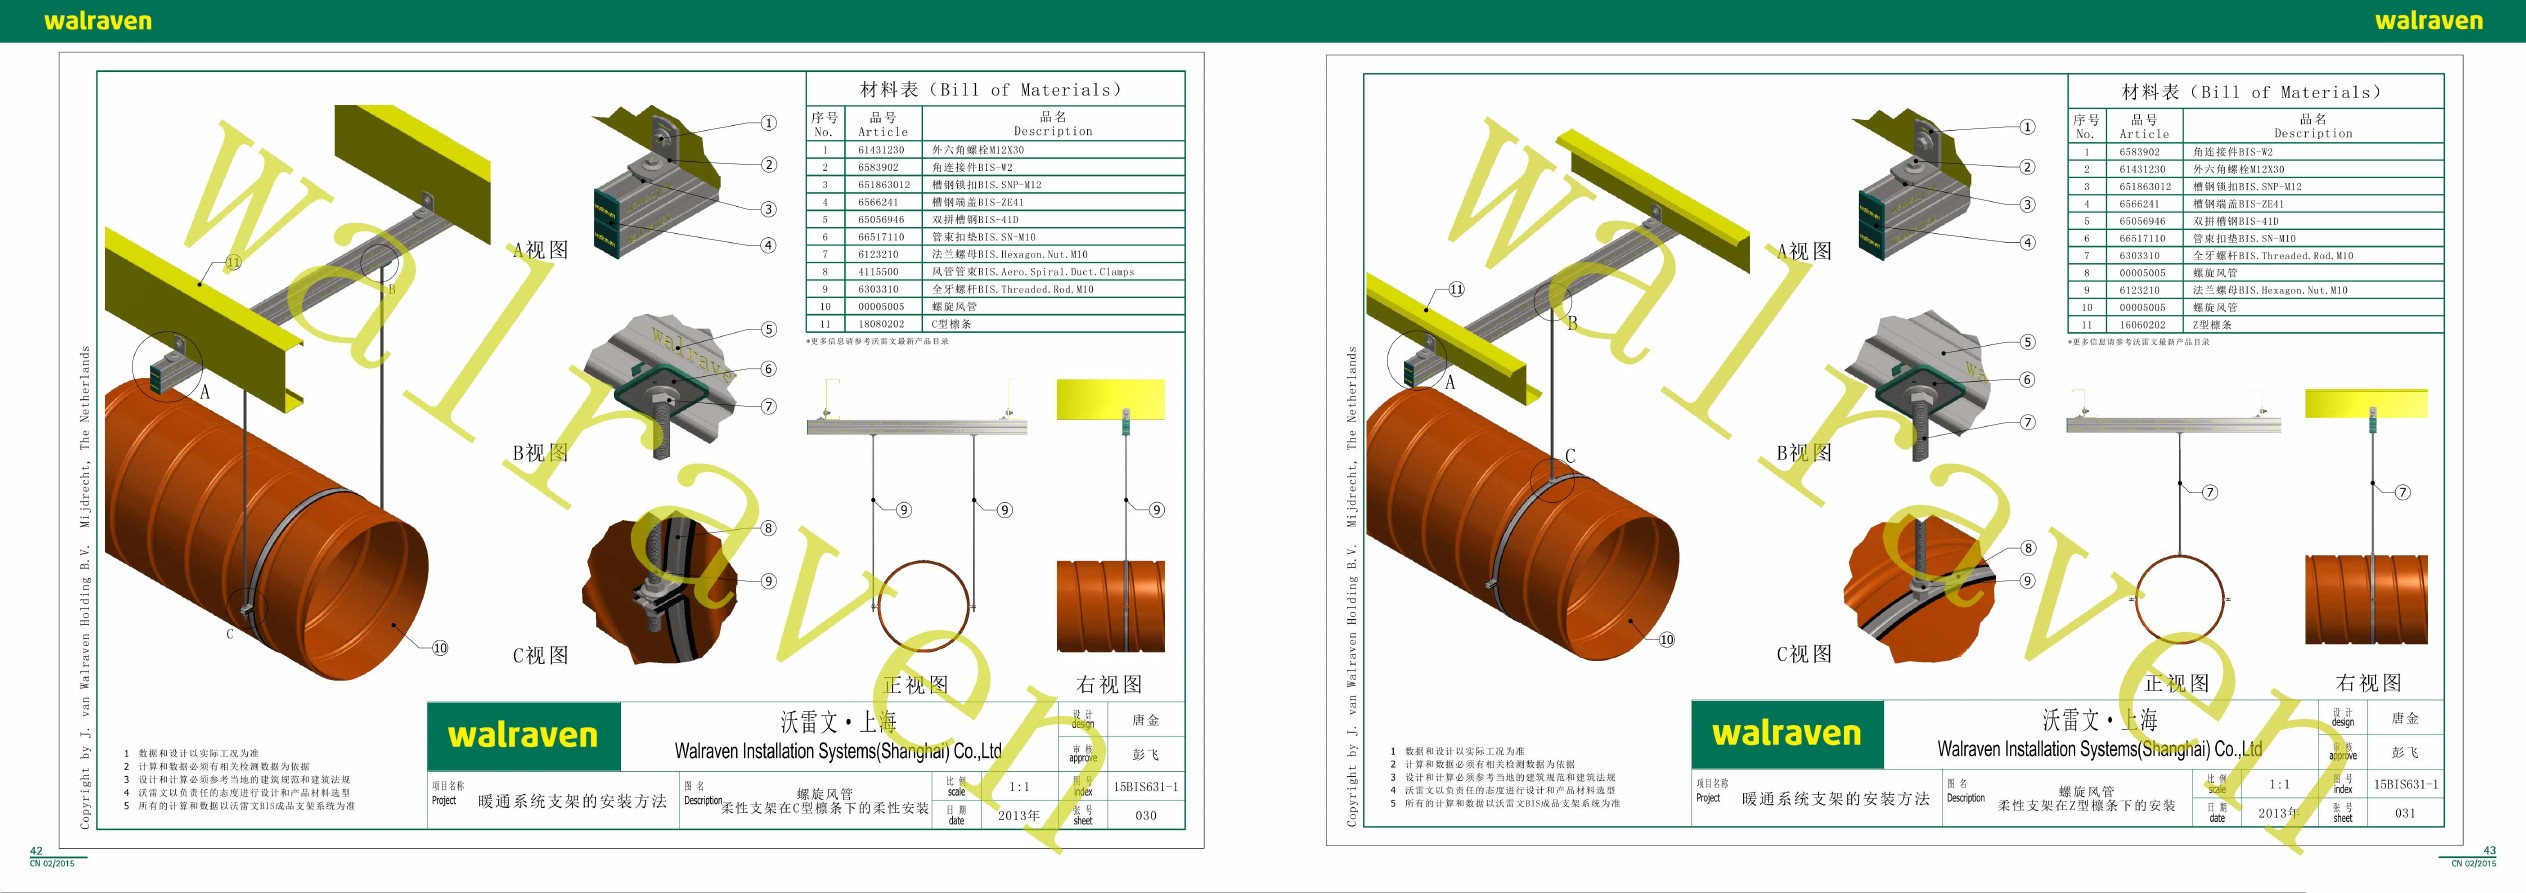 walraven
walraven
材料表（Bill of Materials）
序号 品号 品名
No. Article Description
1 61431230 外六角螺栓M12X30
2 6583902 角连接件BIS-W2
3 651863012 槽钢锁扣BIS.SNP-M12
4 6566241 槽钢端盖BIS-ZE41
5 65056946 双拼槽钢BIS-41D
6 66517110 管束扣垫BIS.SN-M10
7 6123210 法兰螺母BIS.Hexagon.Nut.M10
8 4115500 风管管束BIS.Aero.Spiral.Duct.Clamps
9 6303310 全牙螺杆BIS.Threaded.Rod.M10
10 00005005 螺旋风管
11 18080202 C型檩条
*更多信息请参考沃雷文最新产品目录
1
2
3
4
A视图
11
B
A
5
6
7
B视图
8
9
C视图
C
10
9
9
9
正视图
右视图
walraven
Copyright by J. van Walraven Holding B.V. Mijdrecht, The Netherlands
1 数据和设计以实际工况为准
2 计算和数据必须有相关检测数据为依据
3 设计和计算必须参考当地的建筑规范和建筑法规
4 沃雷文以负责任的态度进行设计和产品材料选型
5 所有的计算和数据以沃雷文BIS成品支架系统为准
walraven
沃雷文·上海
Walraven Installation Systems(Shanghai) Co.,Ltd
设计 design 唐金
审核 approve 彭飞
项目名称 Project 暖通系统支架的安装方法
图名 Description 螺旋风管
柔性支架在C型檩条下的柔性安装
比例 scale 1:1
图号 index 15BIS631-1
日期 date 2013年
张号 sheet 030
42
CN 02/2015
材料表（Bill of Materials）
序号 品号 品名
No. Article Description
1 6583902 角连接件BIS-W2
2 61431230 外六角螺栓M12X30
3 651863012 槽钢锁扣BIS.SNP-M12
4 6566241 槽钢端盖BIS-ZE41
5 65056946 双拼槽钢BIS-41D
6 66517110 管束扣垫BIS.SN-M10
7 6303310 全牙螺杆BIS.Threaded.Rod.M10
8 00005005 螺旋风管
9 6123210 法兰螺母BIS.Hexagon.Nut.M10
10 00005005 螺旋风管
11 16060202 Z型檩条
*更多信息请参考沃雷文最新产品目录
1
2
3
4
A视图
11
B
A
5
6
7
B视图
C
8
9
C视图
10
7
7
正视图
右视图
walraven
Copyright by J. van Walraven Holding B.V. Mijdrecht, The Netherlands
1 数据和设计以实际工况为准
2 计算和数据必须有相关检测数据为依据
3 设计和计算必须参考当地的建筑规范和建筑法规
4 沃雷文以负责任的态度进行设计和产品材料选型
5 所有的计算和数据以沃雷文BIS成品支架系统为准
walraven
沃雷文·上海
Walraven Installation Systems(Shanghai) Co.,Ltd
设计 design 唐金
审核 approve 彭飞
项目名称 Project 暖通系统支架的安装方法
图名 Description 螺旋风管
柔性支架在Z型檩条下的安装
比例 scale 1:1
图号 index 15BIS631-1
日期 date 2013年
张号 sheet 031
43
CN 02/2015